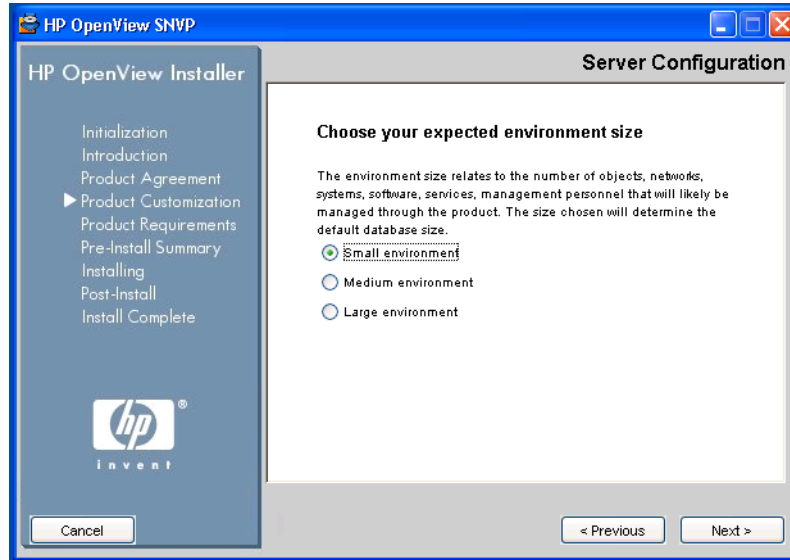 HP OpenView SNVP
HP OpenView Installer
Initialization
Introduction
Product Agreement
Product Customization
Product Requirements
Pre-Install Summary
Installing
Post-Install
Install Complete
hp
®
invent
Cancel
Server Configuration
Choose your expected environment size
The environment size relates to the number of objects, networks,
systems, software, services, management personnel that will likely be
managed through the product. The size chosen will determine the
default database size.
Small environment
Medium environment
Large environment
< Previous
Next >